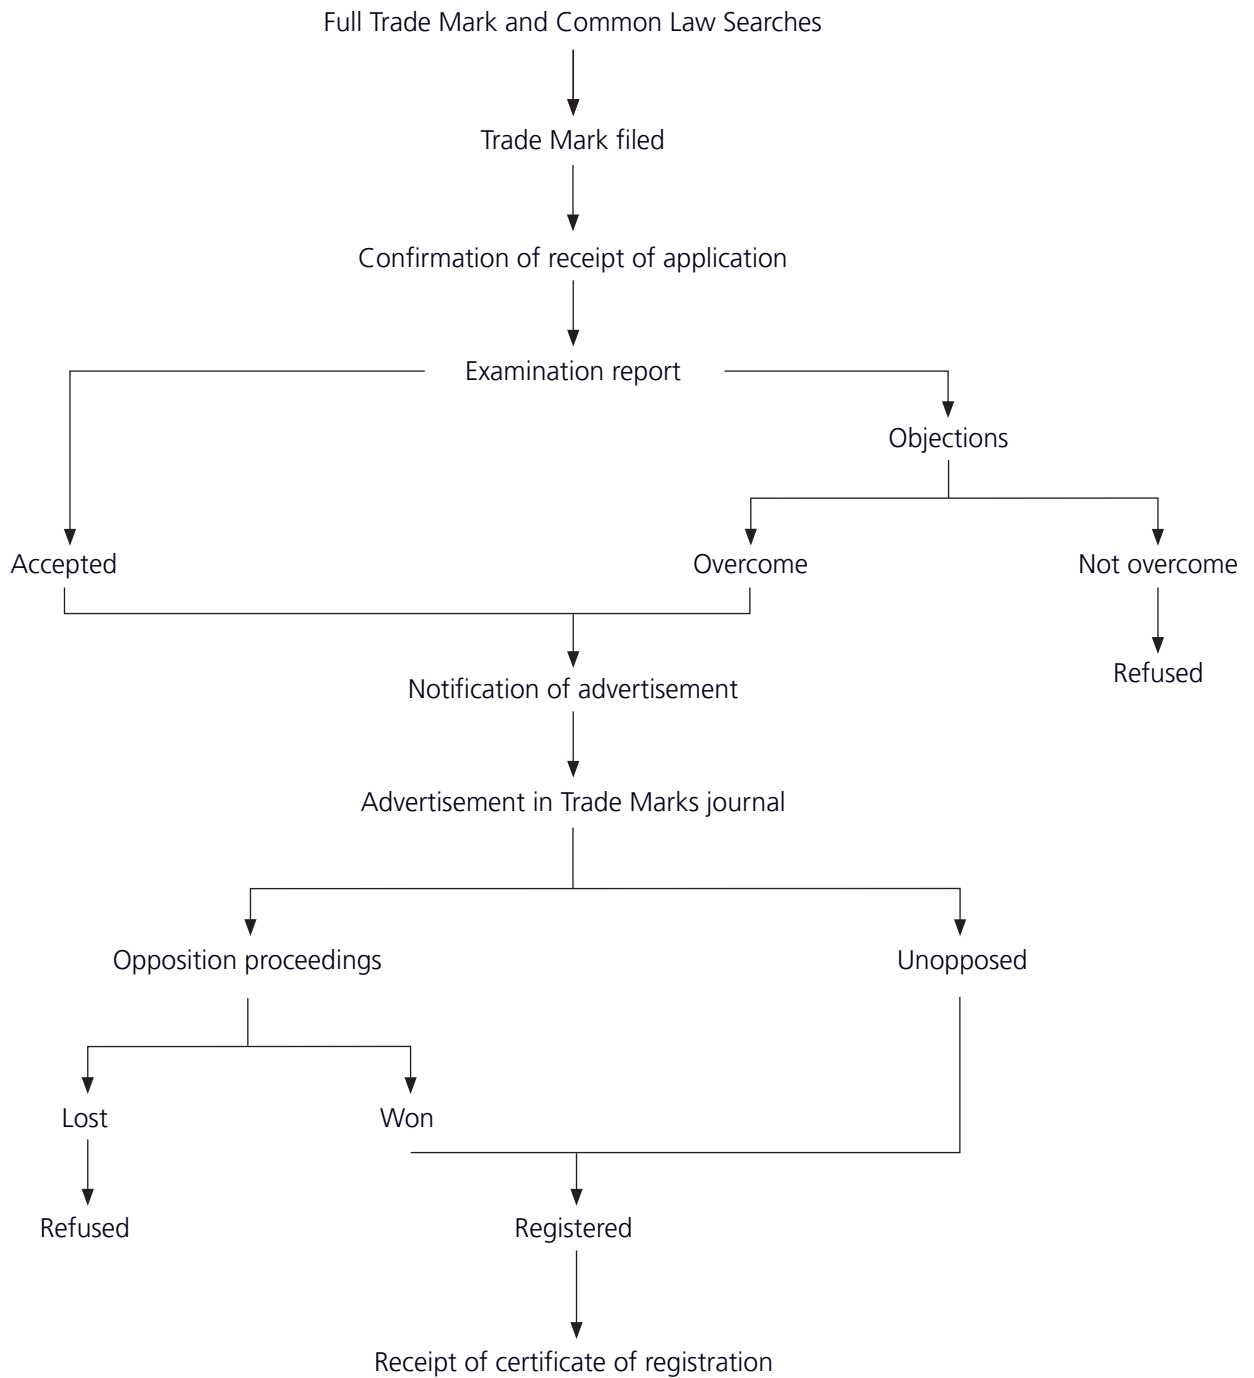 Full Trade Mark and Common Law Searches
Trade Mark filed
Confirmation of receipt of application
Examination report
Objections
Accepted
Overcome
Not overcome
Refused
Notification of advertisement
Advertisement in Trade Marks journal
Opposition proceedings
Unopposed
Lost
Won
Refused
Registered
Receipt of certificate of registration